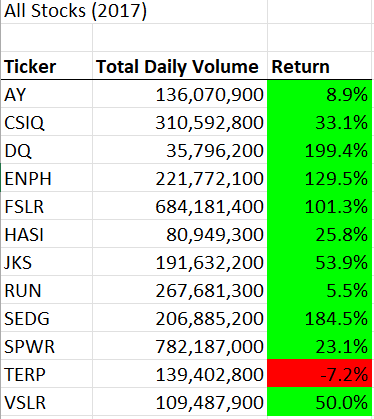 All Stocks (2017)
Ticker Total Daily Volume Return
AY 136,070,900 8.9%
CSIQ 310,592,800 33.1%
DQ 35,796,200 199.4%
ENPH 221,772,100 129.5%
FSLR 684,181,400 101.3%
HASI 80,949,300 25.8%
JKS 191,632,200 53.9%
RUN 267,681,300 5.5%
SEDG 206,885,200 184.5%
SPWR 782,187,000 23.1%
TERP 139,402,800 -7.2%
VSLR 109,487,900 50.0%